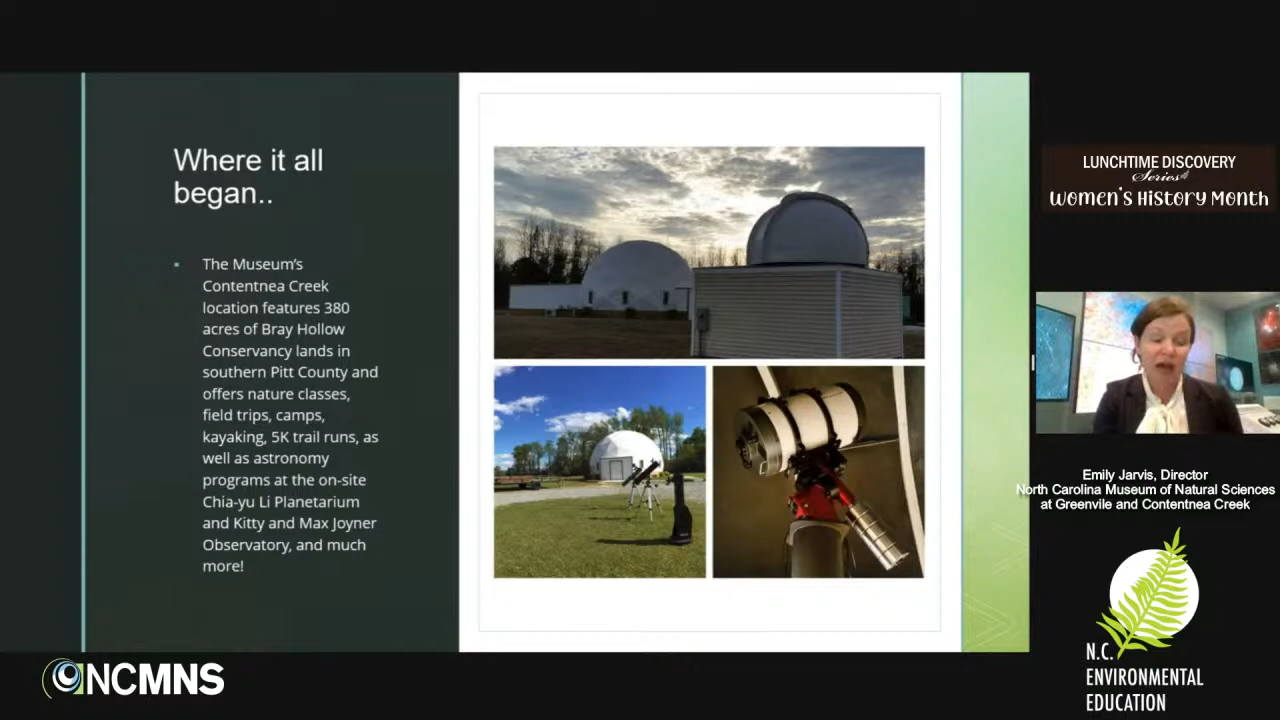 Where it all
began..
The Museum's
Contentnea Creek
location features 380
acres of Bray Hollow
Conservancy lands in
southern Pitt County and
offers nature classes,
field trips, camps,
kayaking, 5K trail runs, as
well as astronomy
programs at the on-site
Chia-yu Li Planetarium
and Kitty and Max Joyner
Observatory, and much
more!
LUNCHTIME DISCOVERY
Series
Women's History Month
Emily Jarvis, Director
North Carolina Museum of Natural Sciences
at Greenvile and Contentnea Creek
N.C.
ENVIRONMENTAL
EDUCATION
NCMNS